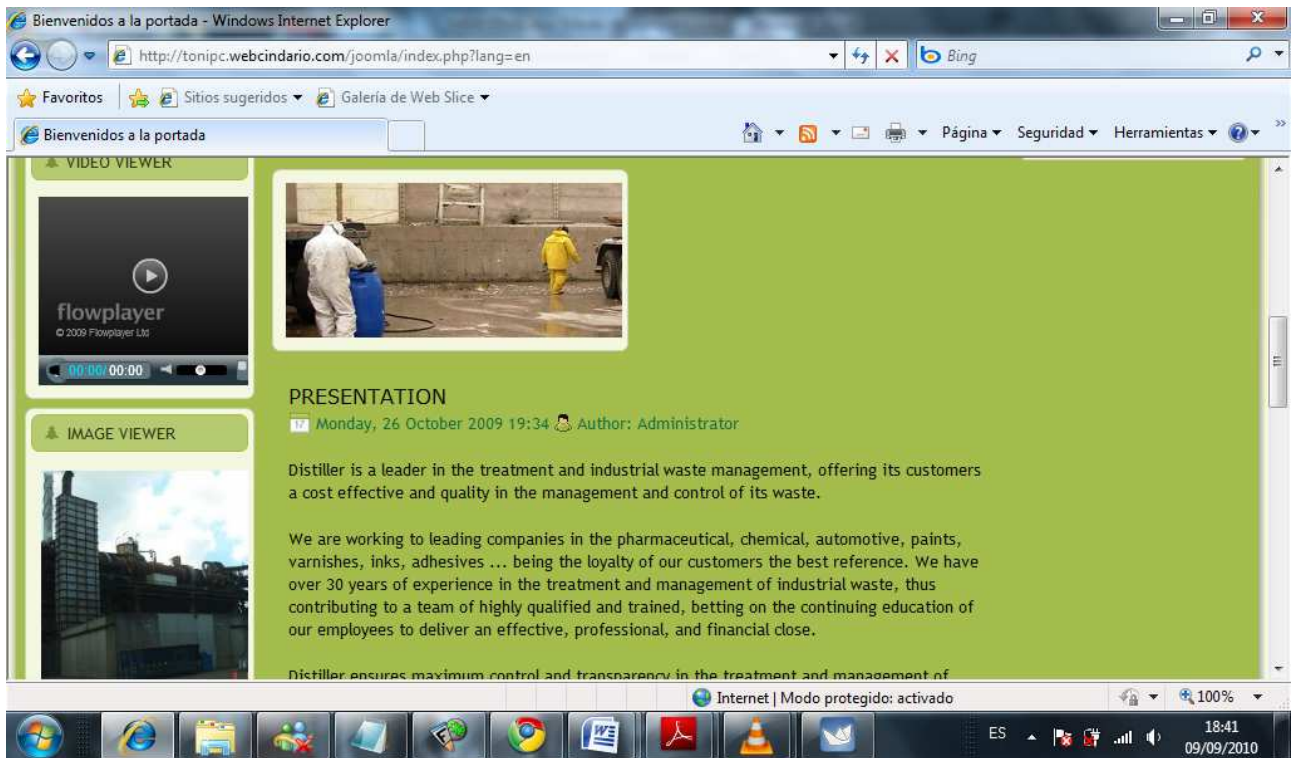 Bienvenidos a la portada - Windows Internet Explorer
http://tonipc.webcindario.com/joomla/index.php?lang=en
Bing
Favoritos
Sitios sugeridos
Galería de Web Slice
Bienvenidos a la portada
Página
Seguridad
Herramientas
VIDEO VIEWER
flowplayer
© 2009 Flowplayer Ltd
00:00/00:00
IMAGE VIEWER
PRESENTATION
17 Monday, 26 October 2009 19:34 Author: Administrator
Distiller is a leader in the treatment and industrial waste management, offering its customers
a cost effective and quality in the management and control of its waste.
We are working to leading companies in the pharmaceutical, chemical, automotive, paints,
varnishes, inks, adhesives ... being the loyalty of our customers the best reference. We have
over 30 years of experience in the treatment and management of industrial waste, thus
contributing to a team of highly qualified and trained, betting on the continuing education of
our employees to deliver an effective, professional, and financial close.
Distiller ensures maximum control and transparency in the treatment and management of
Internet | Modo protegido: activado
100%
ES
18:41
09/09/2010